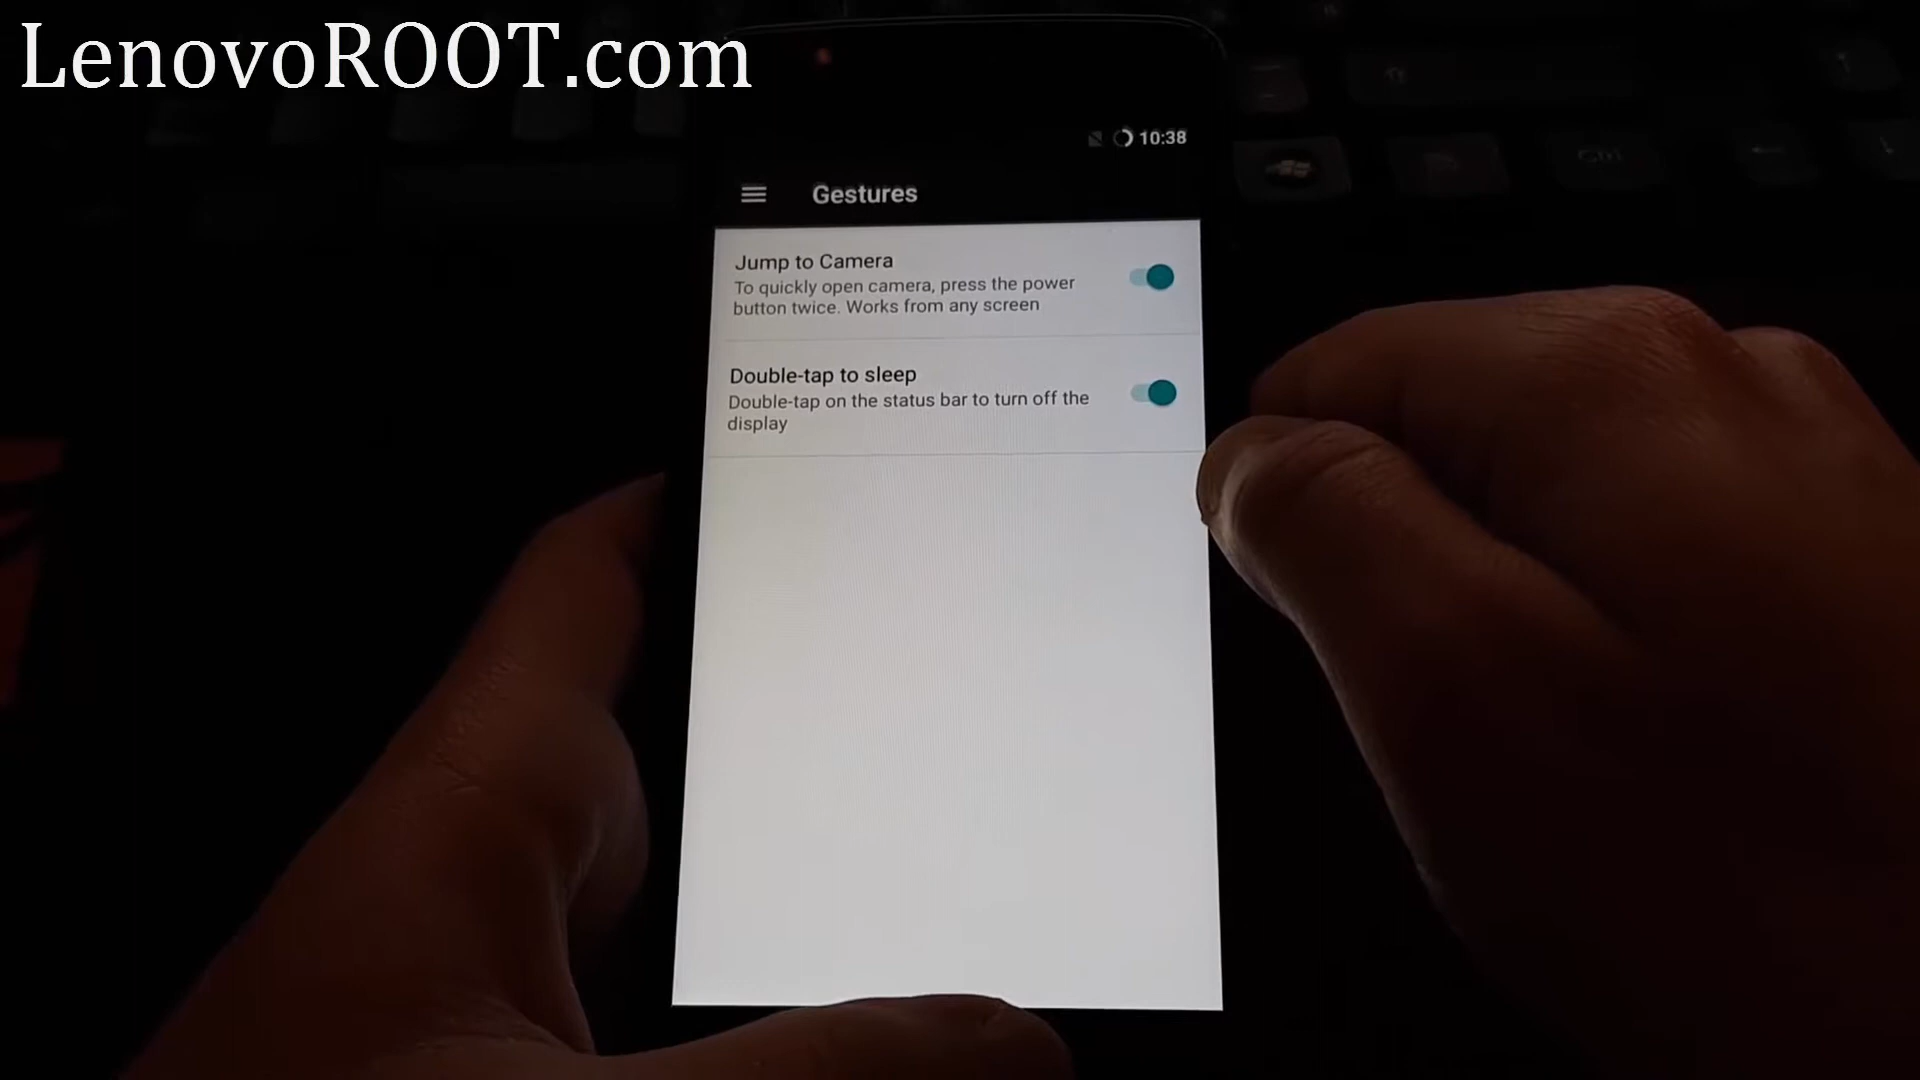 LenovoROOT.com
10:38
Gestures
Jump to Camera
To quickly open camera, press the power
button twice. Works from any screen
Double-tap to sleep
Double-tap on the status bar to turn off the
display
Ctrl